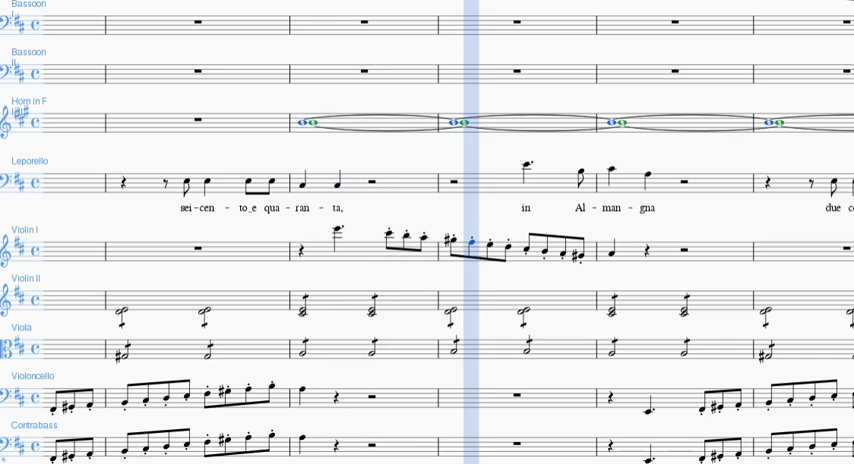 Bassoon
Bassoon
Horn in F
Leporello
sei - cen - to_e qua - ran - ta, in Al - man - gna due
Violin I
Violin II
Viola
Violoncello
Contrabass